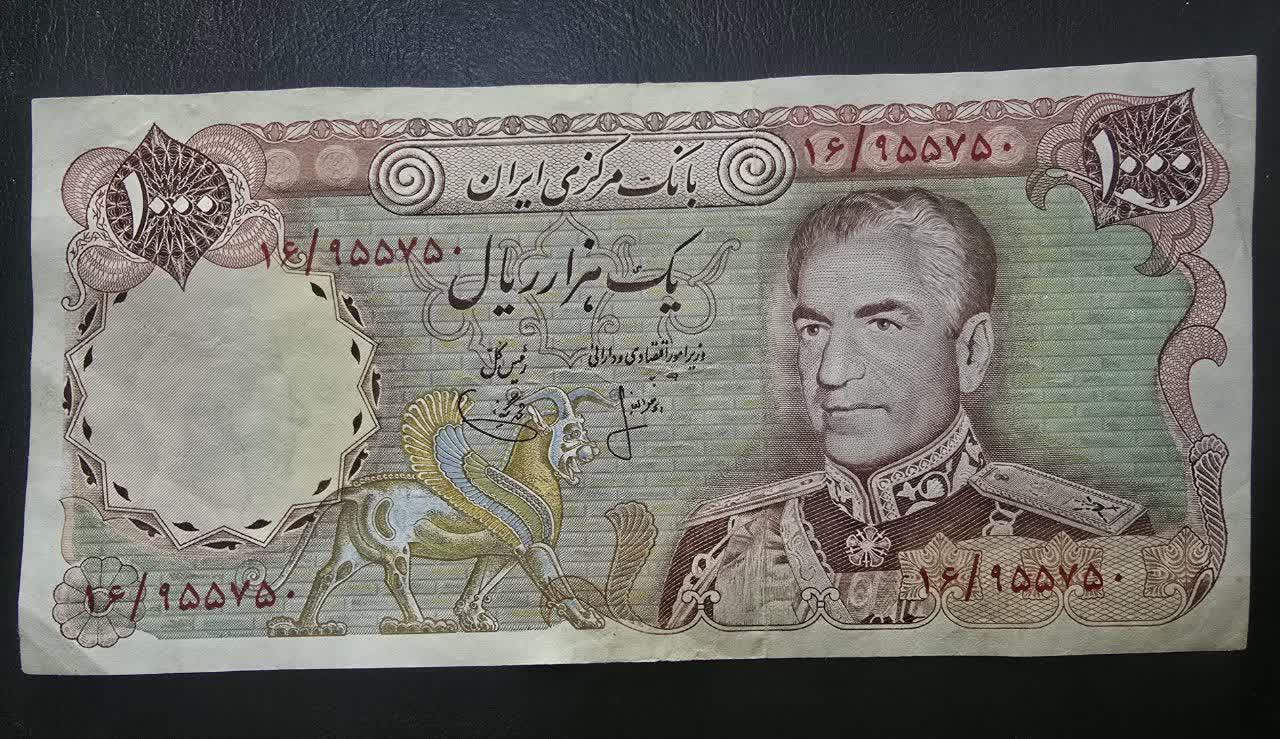 بانک مرکزی ایران
۱۶/۹۵۵۷۵۰
۱۰۰۰
۱۰۰۰
۱۶/۹۵۵۷۵۰
یک هزار ریال
وزیر امور اقتصادی و دارائی
رئیس کل
۱۶/۹۵۵۷۵۰
۱۶/۹۵۵۷۵۰